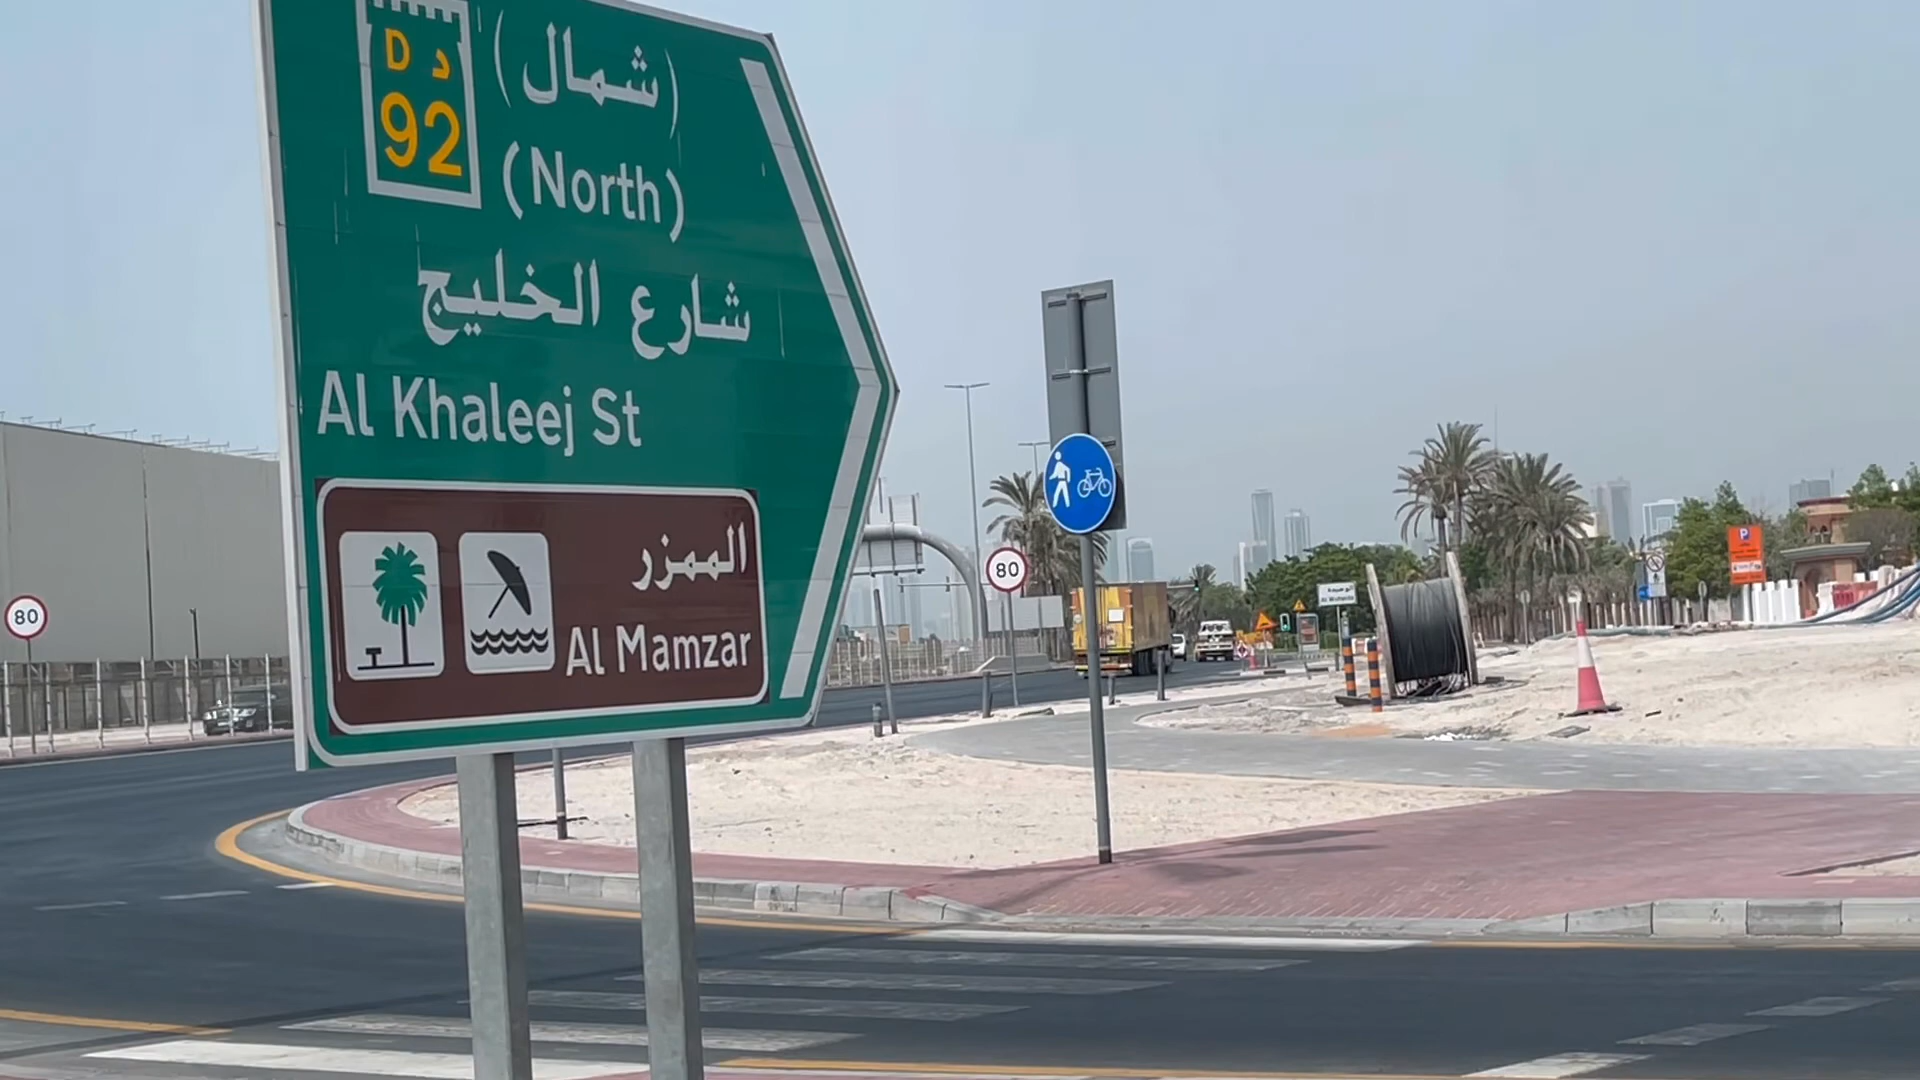 D د
92
(شمال)
(North)
شارع الخليج
Al Khaleej St
الممزر
Al Mamzar
80
80
P